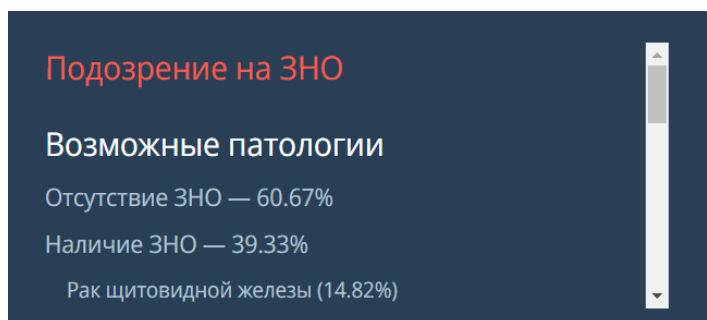 Подозрение на ЗНО
Возможные патологии
Отсутствие ЗНО — 60.67%
Наличие ЗНО — 39.33%
Рак щитовидной железы (14.82%)